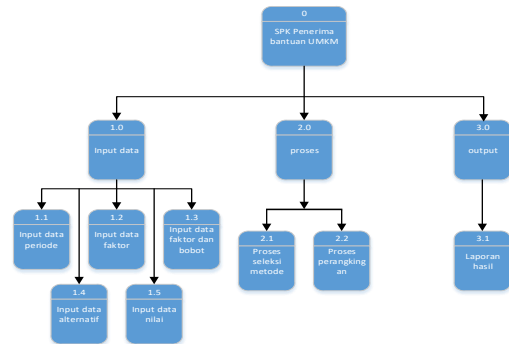 0
SPK Penerima
bantuan UMKM
1.0
Input data
2.0
proses
3.0
output
1.1
Input data
periode
1.2
Input data
faktor
1.3
Input data
faktor dan
bobot
2.1
Proses
seleksi
metode
2.2
Proses
perangking
an
3.1
Laporan
hasil
1.4
Input data
alternatif
1.5
Input data
nilai